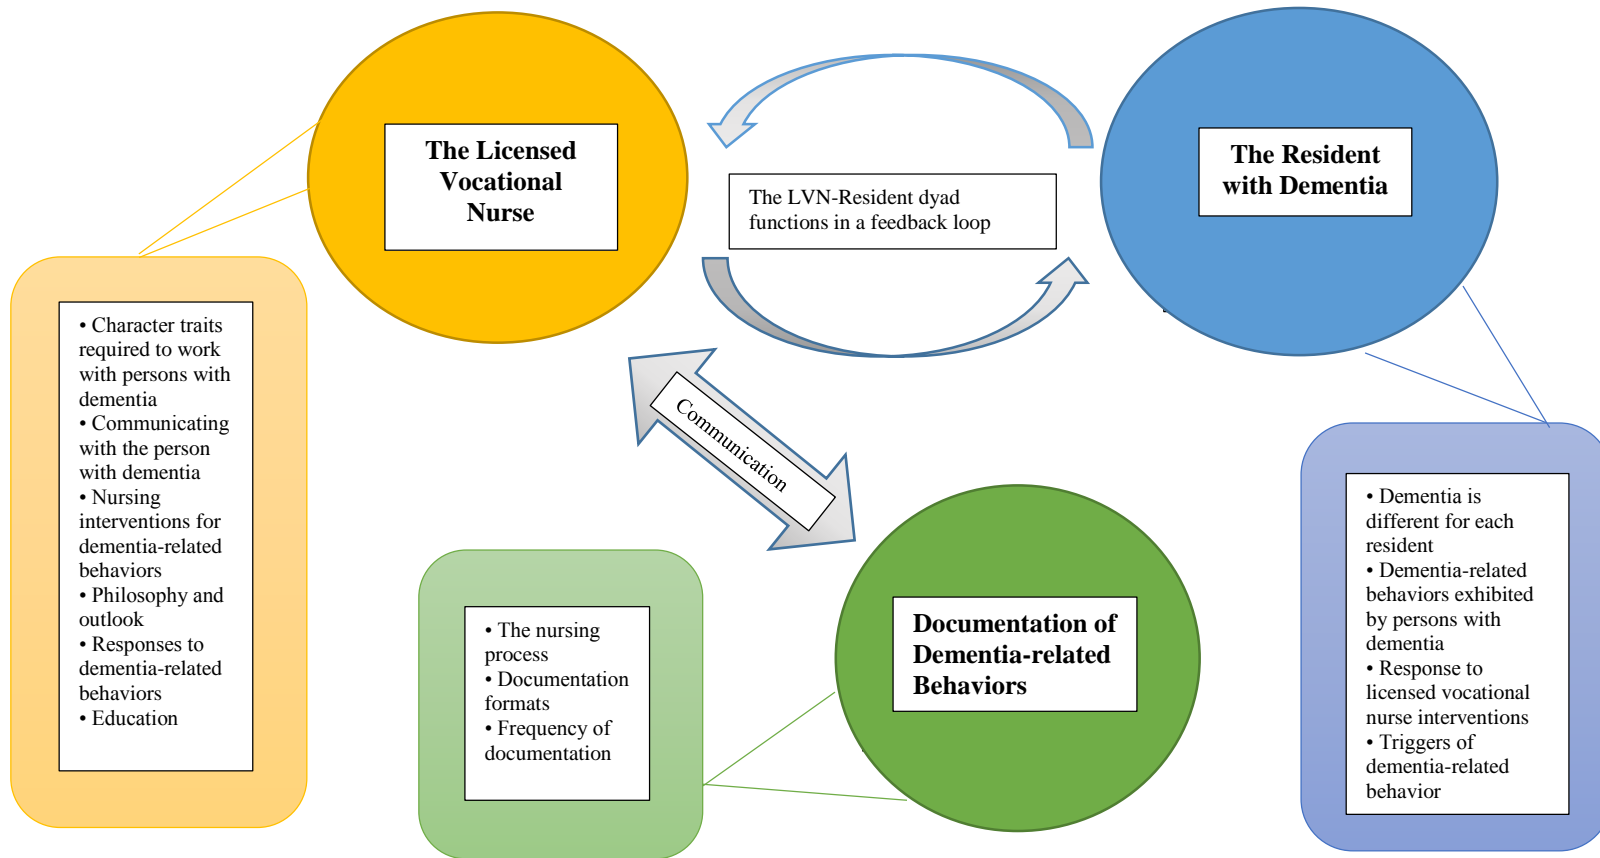 The Licensed
Vocational
Nurse
The LVN-Resident dyad
functions in a feedback loop
The Resident
with Dementia
• Character traits
required to work
with persons with
dementia
• Communicating
with the person
with dementia
• Nursing
interventions for
dementia-related
behaviors
• Philosophy and
outlook
• Responses to
dementia-related
behaviors
• Education
Communication
• The nursing
process
• Documentation
formats
• Frequency of
documentation
Documentation of
Dementia-related
Behaviors
• Dementia is
different for each
resident
• Dementia-related
behaviors exhibited
by persons with
dementia
• Response to
licensed vocational
nurse interventions
• Triggers of
dementia-related
behavior